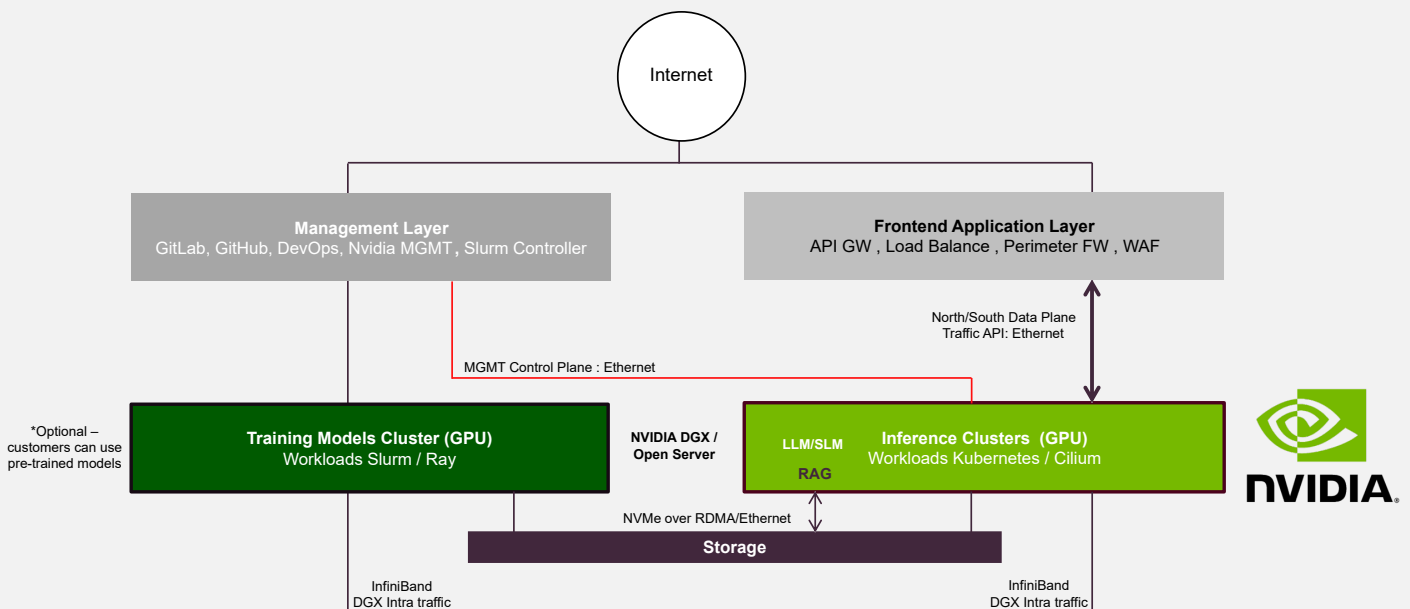 Internet
Management Layer
GitLab, GitHub, DevOps, Nvidia MGMT , Slurm Controller
Frontend Application Layer
API GW , Load Balance , Perimeter FW , WAF
North/South Data Plane
Traffic API: Ethernet
MGMT Control Plane : Ethernet
*Optional –
customers can use
pre-trained models
Training Models Cluster (GPU)
Workloads Slurm / Ray
NVIDIA DGX /
Open Server
LLM/SLM
RAG
Inference Clusters (GPU)
Workloads Kubernetes / Cilium
NVIDIA.
NVMe over RDMA/Ethernet
Storage
InfiniBand
DGX Intra traffic
InfiniBand
DGX Intra traffic